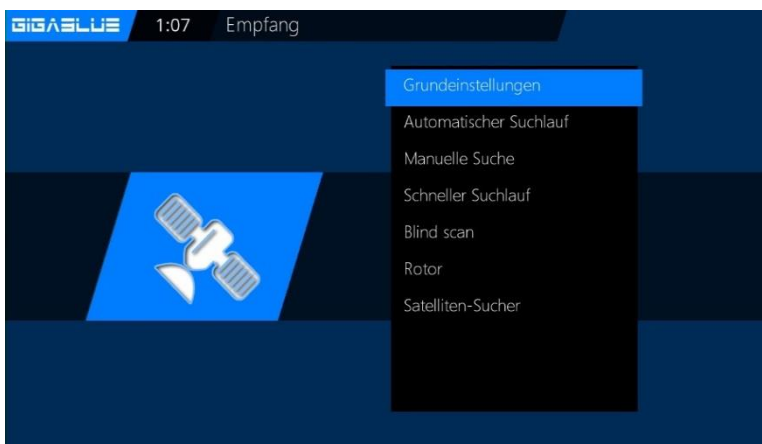 GIGABLUE 1:07 Empfang
Grundeinstellungen
Automatischer Suchlauf
Manuelle Suche
Schneller Suchlauf
Blind scan
Rotor
Satelliten-Sucher